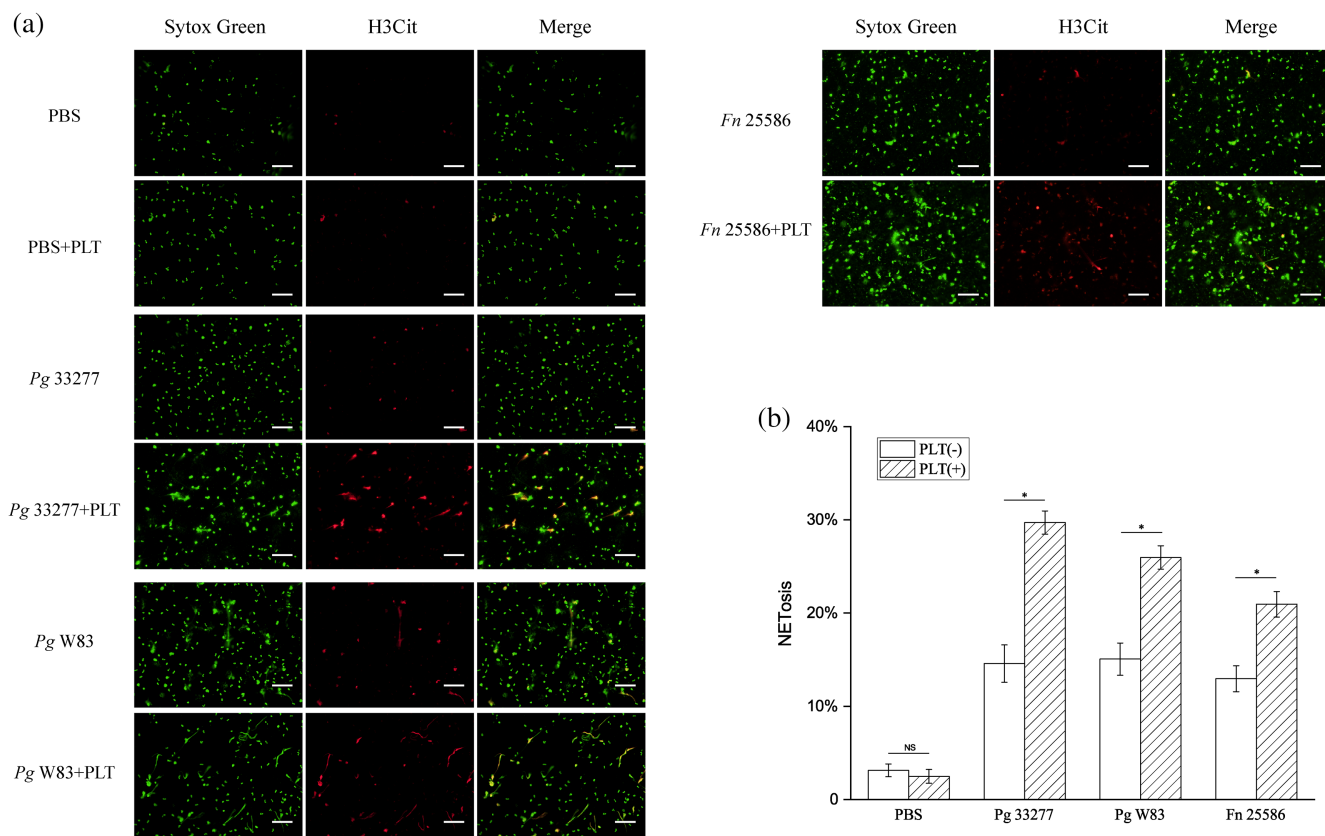 (a)
Sytox Green H3Cit Merge
PBS
PBS+PLT
Pg 33277
Pg 33277+PLT
Pg W83
Pg W83+PLT
Sytox Green H3Cit Merge
Fn 25586
Fn 25586+PLT
(b)
40%
30%
20%
10%
0
NETosis
PLT(-)
PLT(+)
NS
*
*
*
PBS Pg 33277 Pg W83 Fn 25586